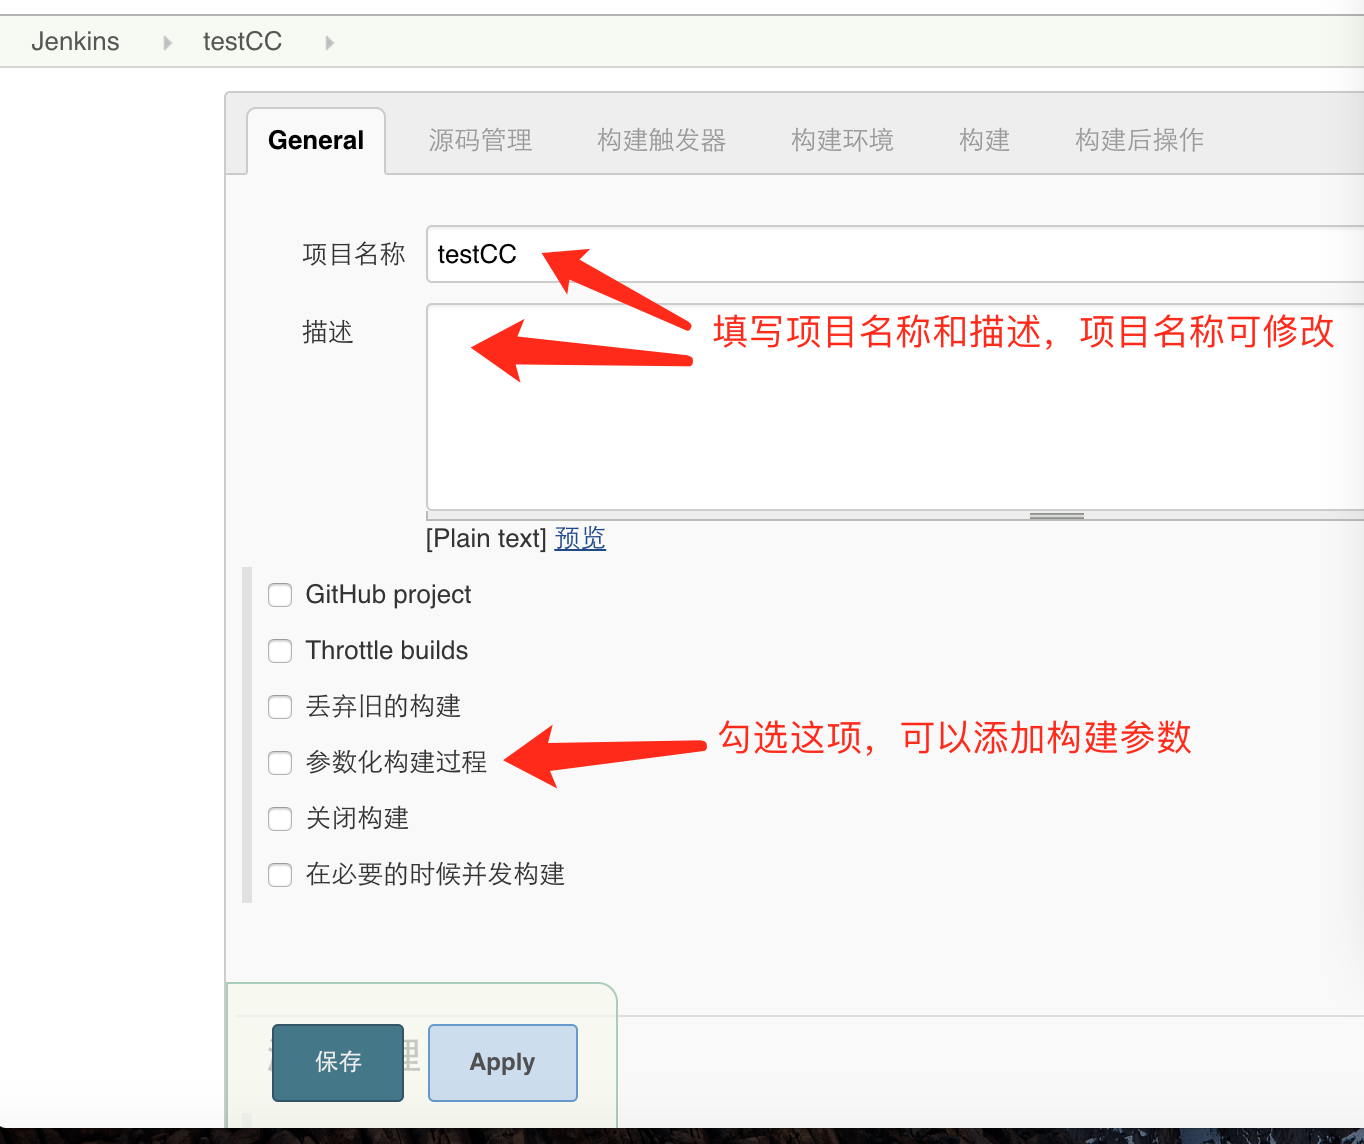 Jenkins testCC
General 源码管理 构建触发器 构建环境 构建 构建后操作
项目名称 testCC
描述
填写项目名称和描述，项目名称可修改
[Plain text] 预览
GitHub project
Throttle builds
丢弃旧的构建
参数化构建过程
勾选这项，可以添加构建参数
关闭构建
在必要的时候并发构建
保存 Apply